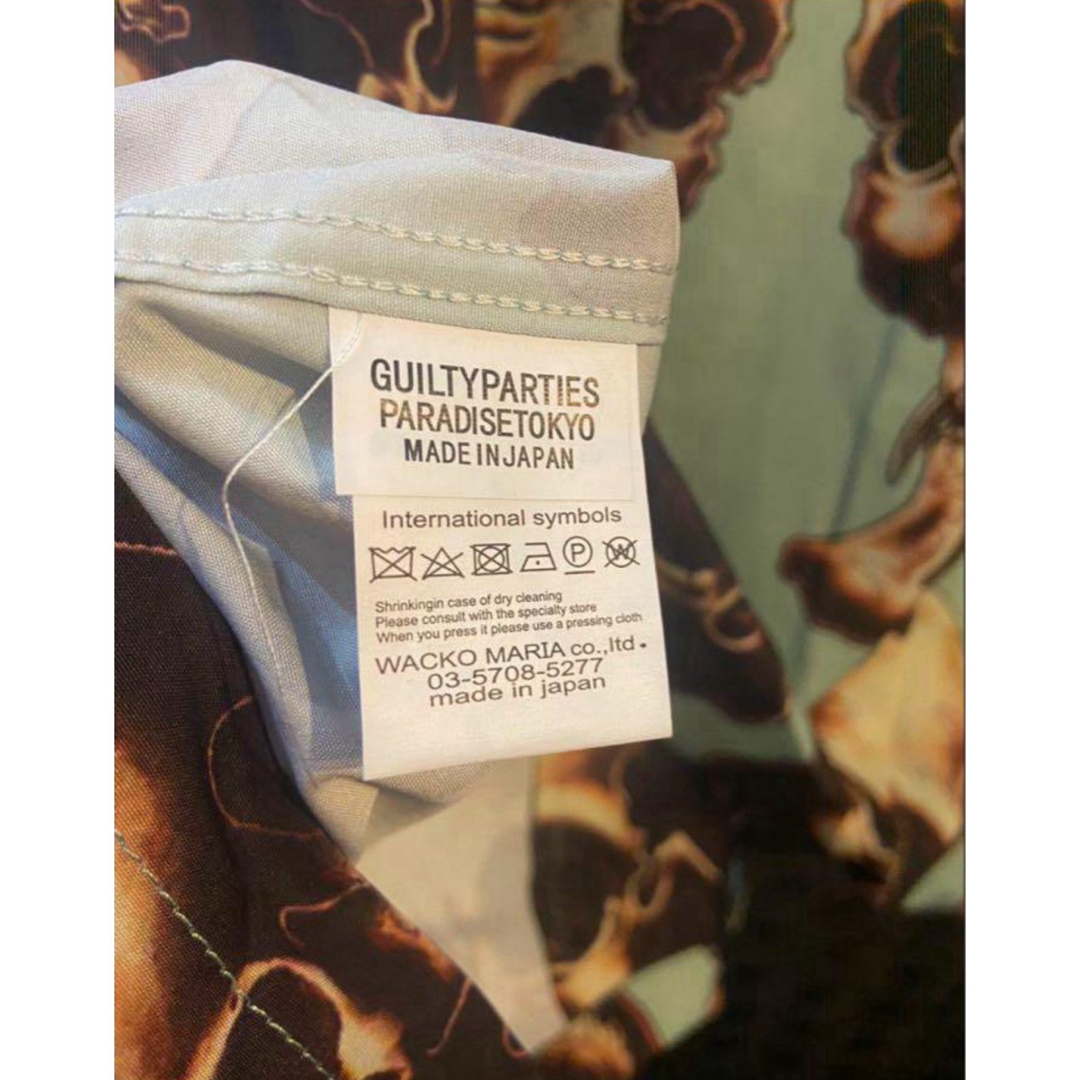 GUILTYPARTIES
PARADISETOKYO
MADE IN JAPAN
International symbols
P W
Shrinkingin case of dry cleaning
Please consult with the specialty store
When you press it please use a pressing cloth
WACKO MARIA co.,ltd.
03-5708-5277
made in japan